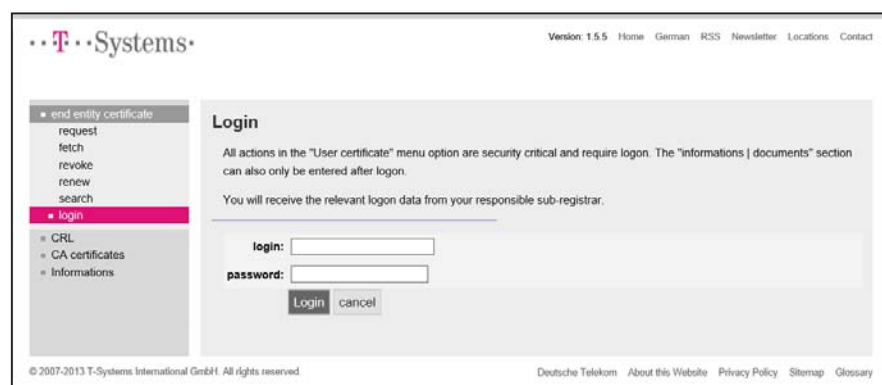 ··T··Systems·
Version: 1.5.5 Home German RSS Newsletter Locations Contact
end entity certificate
request
fetch
revoke
renew
search
login
CRL
CA certificates
Informations
Login
All actions in the "User certificate" menu option are security critical and require logon. The "informations | documents" section
can also only be entered after logon.
You will receive the relevant logon data from your responsible sub-registrar.
login:
password:
Login cancel
© 2007-2013 T-Systems International GmbH. All rights reserved.
Deutsche Telekom About this Website Privacy Policy Sitemap Glossary